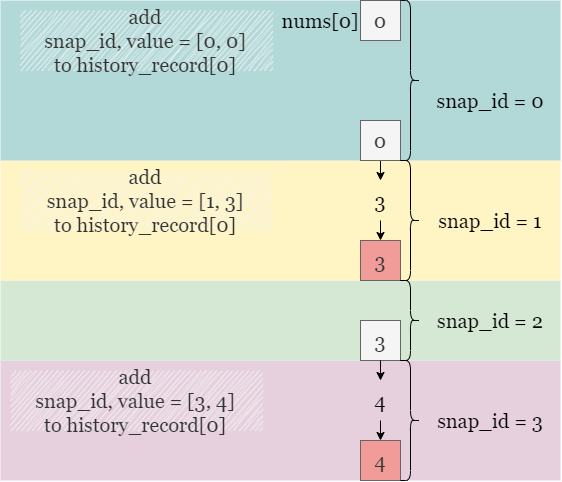 add
snap_id, value = [0, 0]
to history_record[0]
nums[0]
0
snap_id = 0
0
add
snap_id, value = [1, 3]
to history_record[0]
3
snap_id = 1
3
snap_id = 2
3
add
snap_id, value = [3, 4]
to history_record[0]
4
snap_id = 3
4